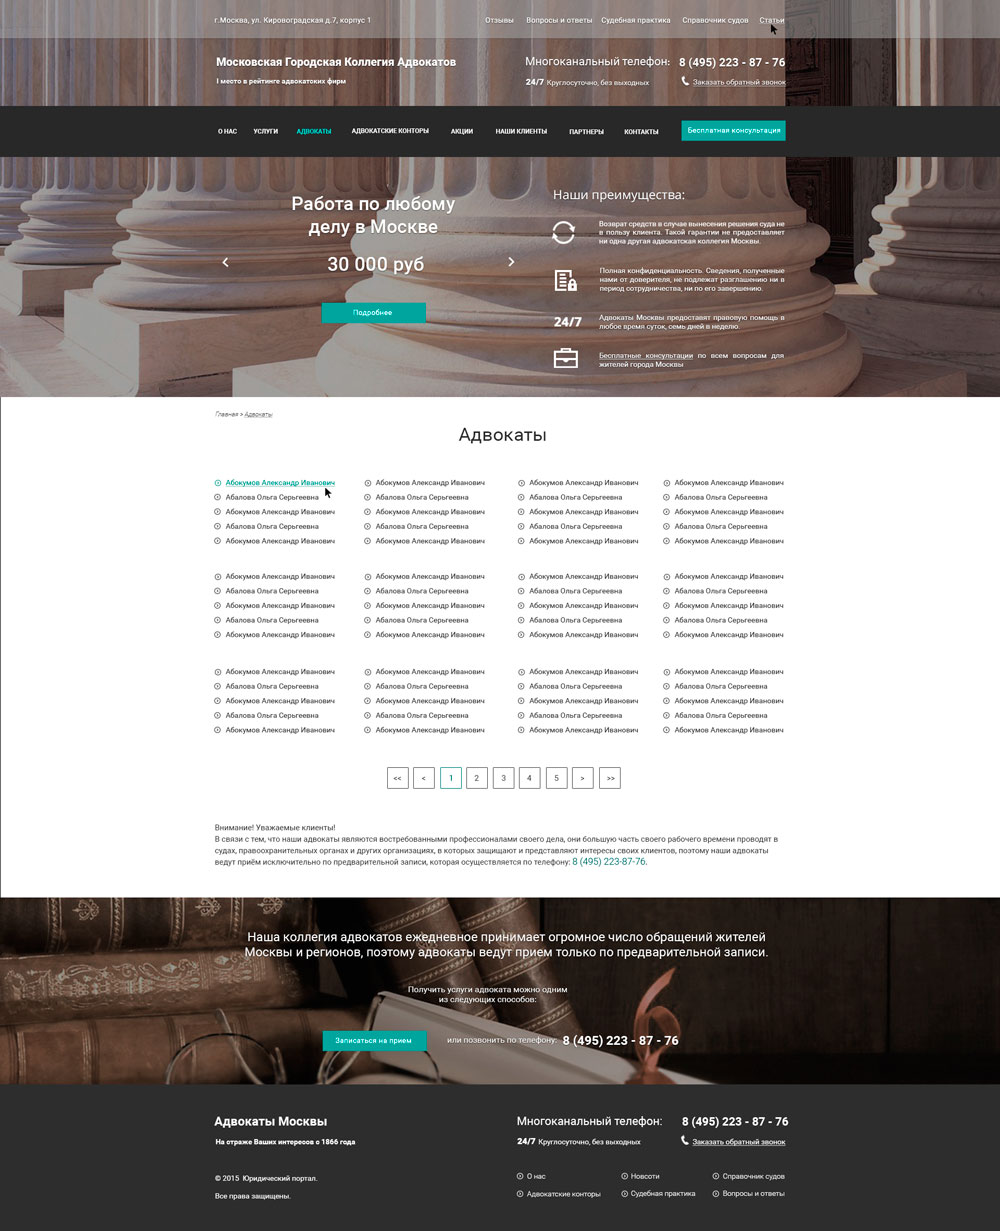 г.Москва, ул. Кировоградская д.7, корпус 1
Отзывы Вопросы и ответы Судебная практика Справочник судов Статьи
Московская Городская Коллегия Адвокатов
I место в рейтинге адвокатских фирм
Многоканальный телефон: 8 (495) 223 - 87 - 76
24/7 Круглосуточно, без выходных
Заказать обратный звонок
О НАС УСЛУГИ АДВОКАТЫ АДВОКАТСКИЕ КОНТОРЫ АКЦИИ НАШИ КЛИЕНТЫ ПАРТНЕРЫ КОНТАКТЫ Бесплатная консультация
Работа по любому
делу в Москве
<
30 000 руб
>
Подробнее
Наши преимущества:
Возврат средств в случае вынесения решения суда не
в пользу клиента. Такой гарантии не предоставляет
ни одна другая адвокатская коллегия Москвы.
Полная конфиденциальность. Сведения, полученные
нами от доверителя, не подлежат разглашению ни в
период сотрудничества, ни по его завершению.
24/7
Адвокаты Москвы предоставят правовую помощь в
любое время суток, семь дней в неделю.
Бесплатные консультации по всем вопросам для
жителей города Москвы
Главная > Адвокаты
Адвокаты
Абокумов Александр Иванович Абокумов Александр Иванович Абокумов Александр Иванович Абокумов Александр Иванович
Абалова Ольга Серьгеевна Абалова Ольга Серьгеевна Абалова Ольга Серьгеевна Абалова Ольга Серьгеевна
Абокумов Александр Иванович Абокумов Александр Иванович Абокумов Александр Иванович Абокумов Александр Иванович
Абалова Ольга Серьгеевна Абалова Ольга Серьгеевна Абалова Ольга Серьгеевна Абалова Ольга Серьгеевна
Абокумов Александр Иванович Абокумов Александр Иванович Абокумов Александр Иванович Абокумов Александр Иванович
Абокумов Александр Иванович Абокумов Александр Иванович Абокумов Александр Иванович Абокумов Александр Иванович
Абалова Ольга Серьгеевна Абалова Ольга Серьгеевна Абалова Ольга Серьгеевна Абалова Ольга Серьгеевна
Абокумов Александр Иванович Абокумов Александр Иванович Абокумов Александр Иванович Абокумов Александр Иванович
Абалова Ольга Серьгеевна Абалова Ольга Серьгеевна Абалова Ольга Серьгеевна Абалова Ольга Серьгеевна
Абокумов Александр Иванович Абокумов Александр Иванович Абокумов Александр Иванович Абокумов Александр Иванович
Абокумов Александр Иванович Абокумов Александр Иванович Абокумов Александр Иванович Абокумов Александр Иванович
Абалова Ольга Серьгеевна Абалова Ольга Серьгеевна Абалова Ольга Серьгеевна Абалова Ольга Серьгеевна
Абокумов Александр Иванович Абокумов Александр Иванович Абокумов Александр Иванович Абокумов Александр Иванович
Абалова Ольга Серьгеевна Абалова Ольга Серьгеевна Абалова Ольга Серьгеевна Абалова Ольга Серьгеевна
Абокумов Александр Иванович Абокумов Александр Иванович Абокумов Александр Иванович Абокумов Александр Иванович
<< < 1 2 3 4 5 > >>
Внимание! Уважаемые клиенты!
В связи с тем, что наши адвокаты являются востребованными профессионалами своего дела, они большую часть своего рабочего времени проводят в
судах, правоохранительных органах и других организациях, в которых защищают и представляют интересы своих клиентов, поэтому наши адвокаты
ведут приём исключительно по предварительной записи, которая осуществляется по телефону: 8 (495) 223-87-76.
Наша коллегия адвокатов ежедневное принимает огромное число обращений жителей
Москвы и регионов, поэтому адвокаты ведут прием только по предварительной записи.
Получить услуги адвоката можно одним
из следующих способов:
Записаться на прием или позвонить по телефону: 8 (495) 223 - 87 - 76
Адвокаты Москвы
На страже Ваших интересов с 1866 года
© 2015 Юридический портал.
Все права защищены.
Многоканальный телефон: 8 (495) 223 - 87 - 76
24/7 Круглосуточно, без выходных
Заказать обратный звонок
О нас Новсоти Справочник судов
Адвокатские конторы Судебная практика Вопросы и ответы